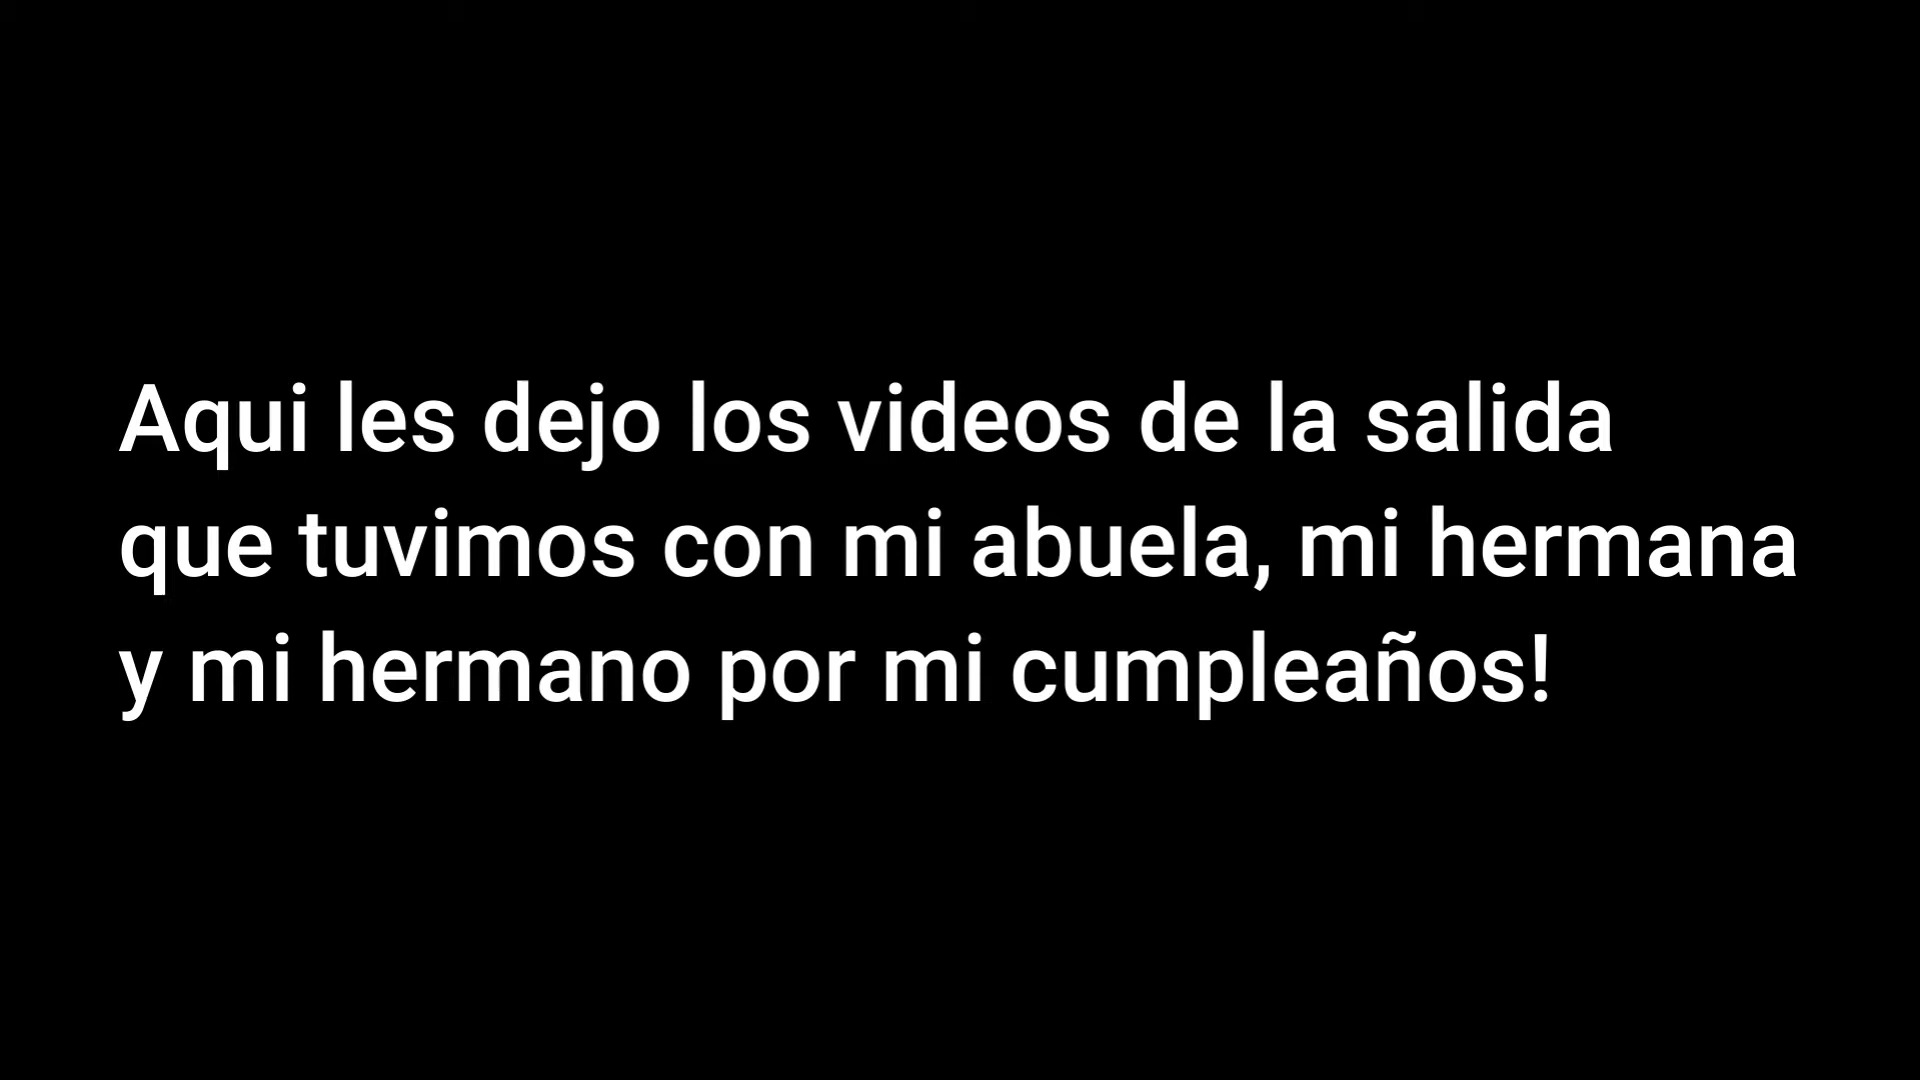 Aqui les dejo los videos de la salida
que tuvimos con mi abuela, mi hermana
y mi hermano por mi cumpleaños!